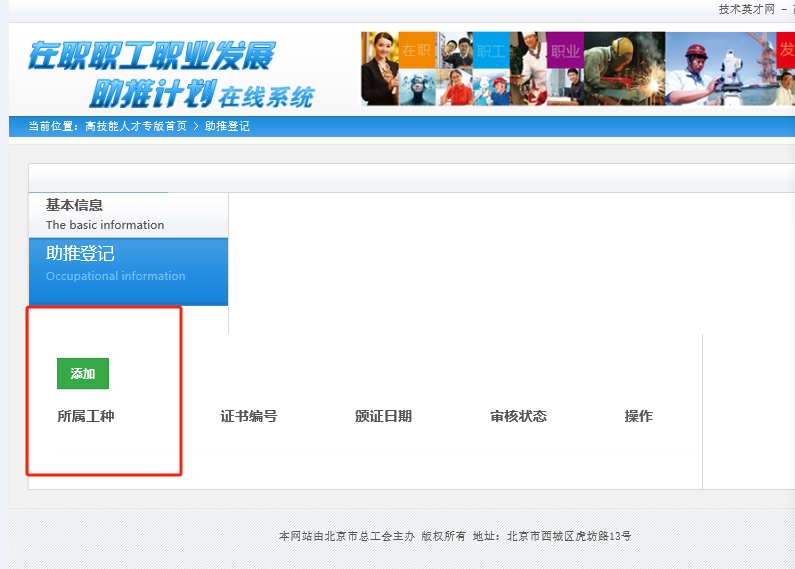 技术英才网 -
在职职工职业发展
助推计划在线系统
在职
职工
职业
发
当前位置：高技能人才专版首页 > 助推登记
基本信息
The basic information
助推登记
Occupational information
添加
所属工种 证书编号 颁证日期 审核状态 操作
本网站由北京市总工会主办 版权所有 地址：北京市西城区虎坊路13号